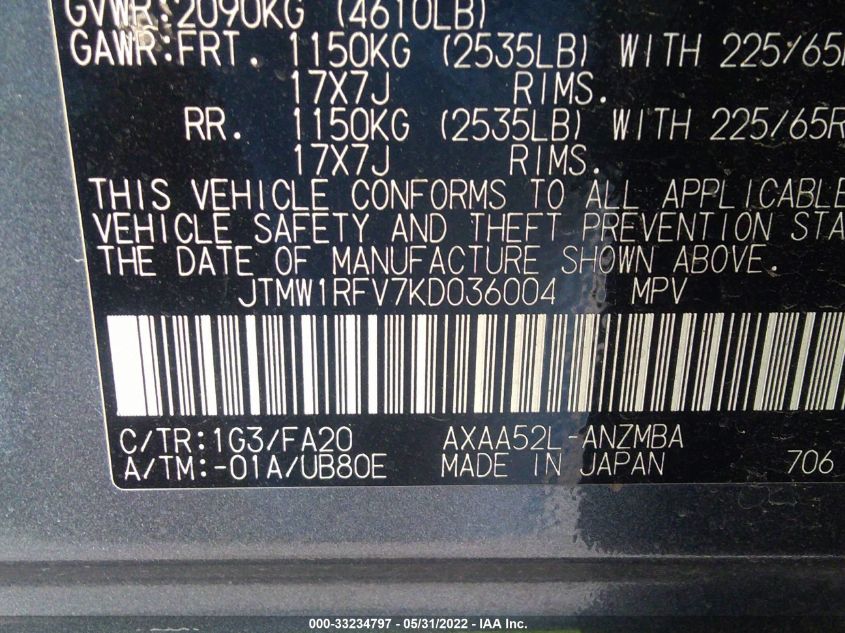 GVWR:2090KG (4610LB)
GAWR:FRT. 1150KG (2535LB) WITH 225/65R
17X7J RIMS.
RR. 1150KG (2535LB) WITH 225/65R
17X7J RIMS.
THIS VEHICLE CONFORMS TO ALL APPLICABLE
VEHICLE SAFETY AND THEFT PREVENTION STA
THE DATE OF MANUFACTURE SHOWN ABOVE.
JTMW1RFV7KD036004 MPV
C/TR:1G3/FA20 AXAA52L-ANZMBA
A/TM:-01A/UB80E MADE IN JAPAN 706
000-33234797 - 05/31/2022 - IAA Inc.